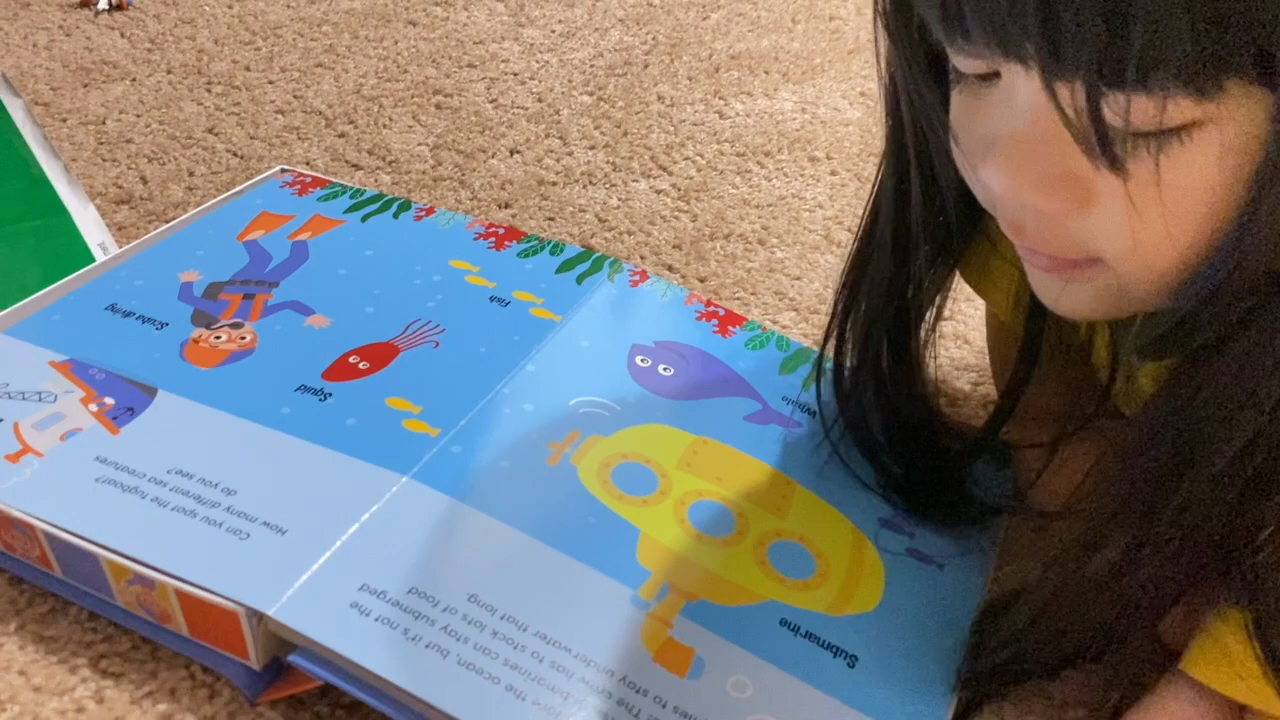 the ocean, but it's not the
can stay submerged
The crew has to stock lots of food
to stay underwater that long.
Submarine
Whale
Can you spot the tugboat?
How many different sea creatures
do you see?
Squid
Scuba diving
Fish